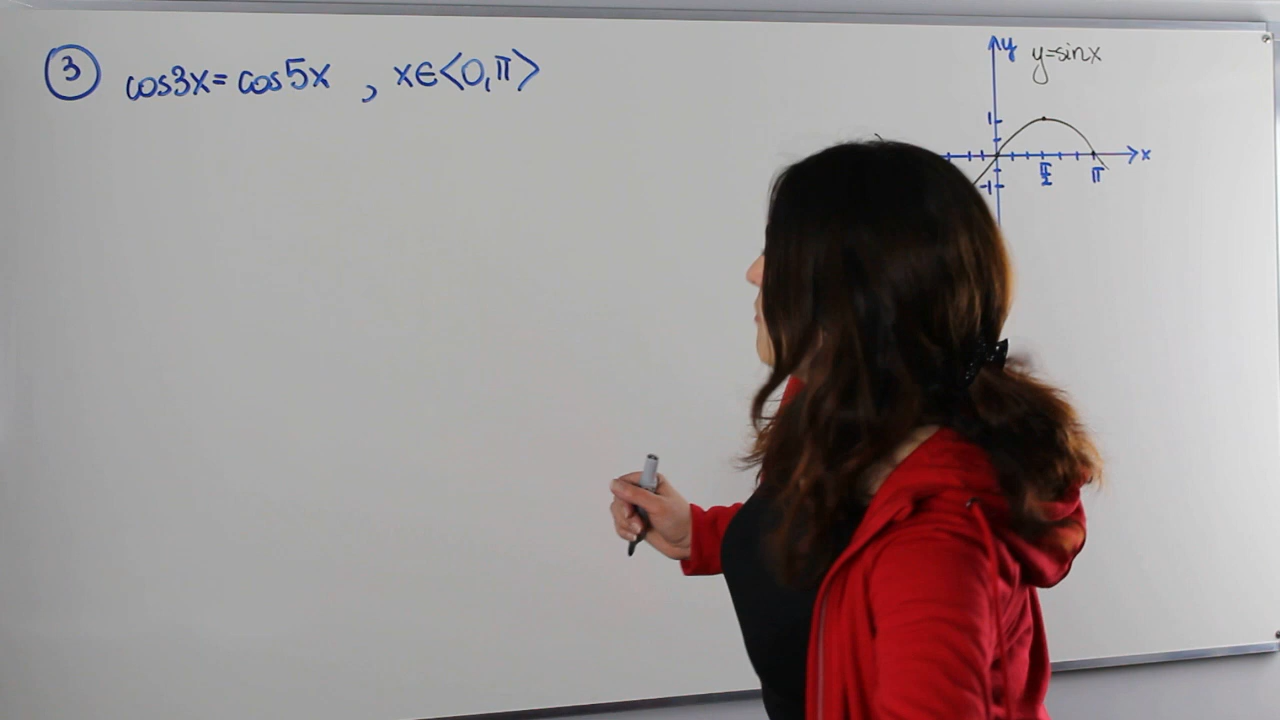 3 cos3x = cos5x , x∈⟨0,π⟩
y y=sinx
1
x
π/2 π
-1